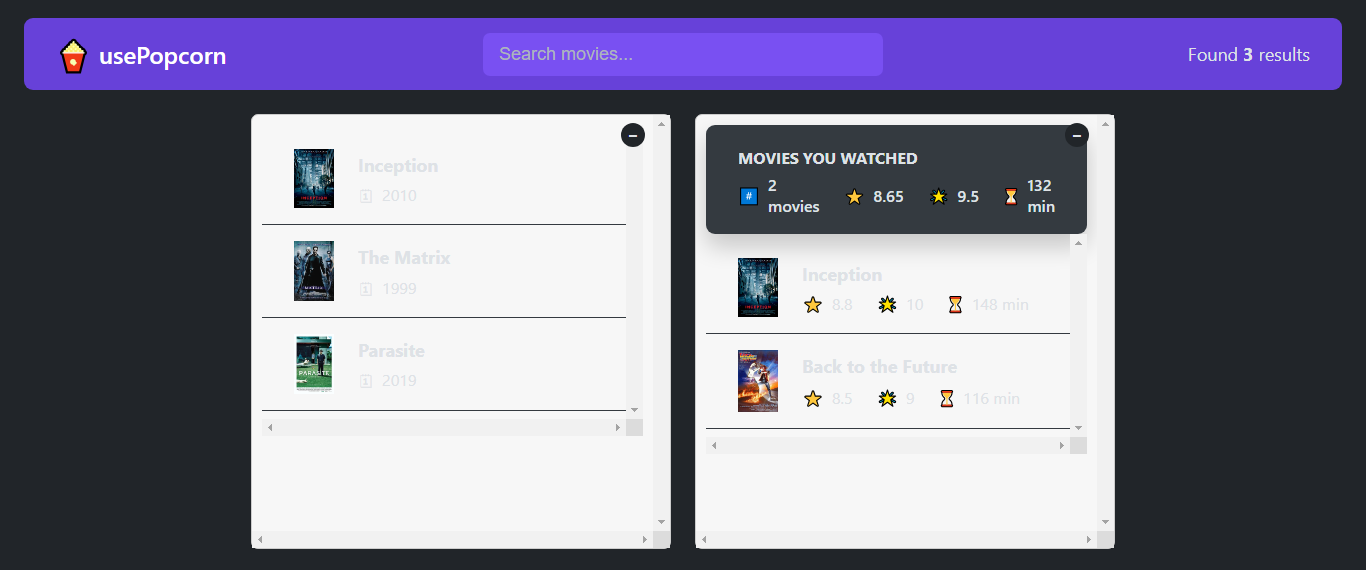 usePopcorn
Search movies...
Found 3 results
–
Inception
🗓 2010
The Matrix
🗓 1999
Parasite
🗓 2019
–
MOVIES YOU WATCHED
#️⃣ 2 movies ⭐️ 8.65 🌟 9.5 ⏳ 132 min
Inception
⭐️ 8.8 🌟 10 ⏳ 148 min
Back to the Future
⭐️ 8.5 🌟 9 ⏳ 116 min
INCEPTION
PARASITE